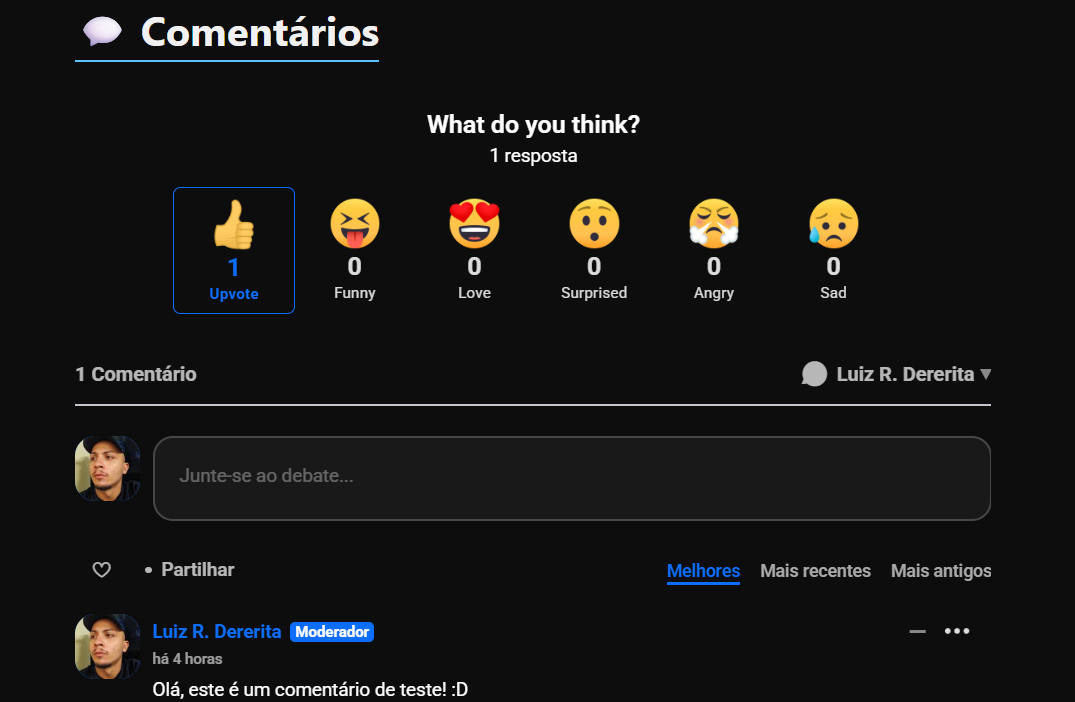 Comentários
What do you think?
1 resposta
1 0 0 0 0 0
Upvote Funny Love Surprised Angry Sad
1 Comentário Luiz R. Dererita
Junte-se ao debate...
• Partilhar Melhores Mais recentes Mais antigos
Luiz R. Dererita Moderador
há 4 horas
Olá, este é um comentário de teste! :D